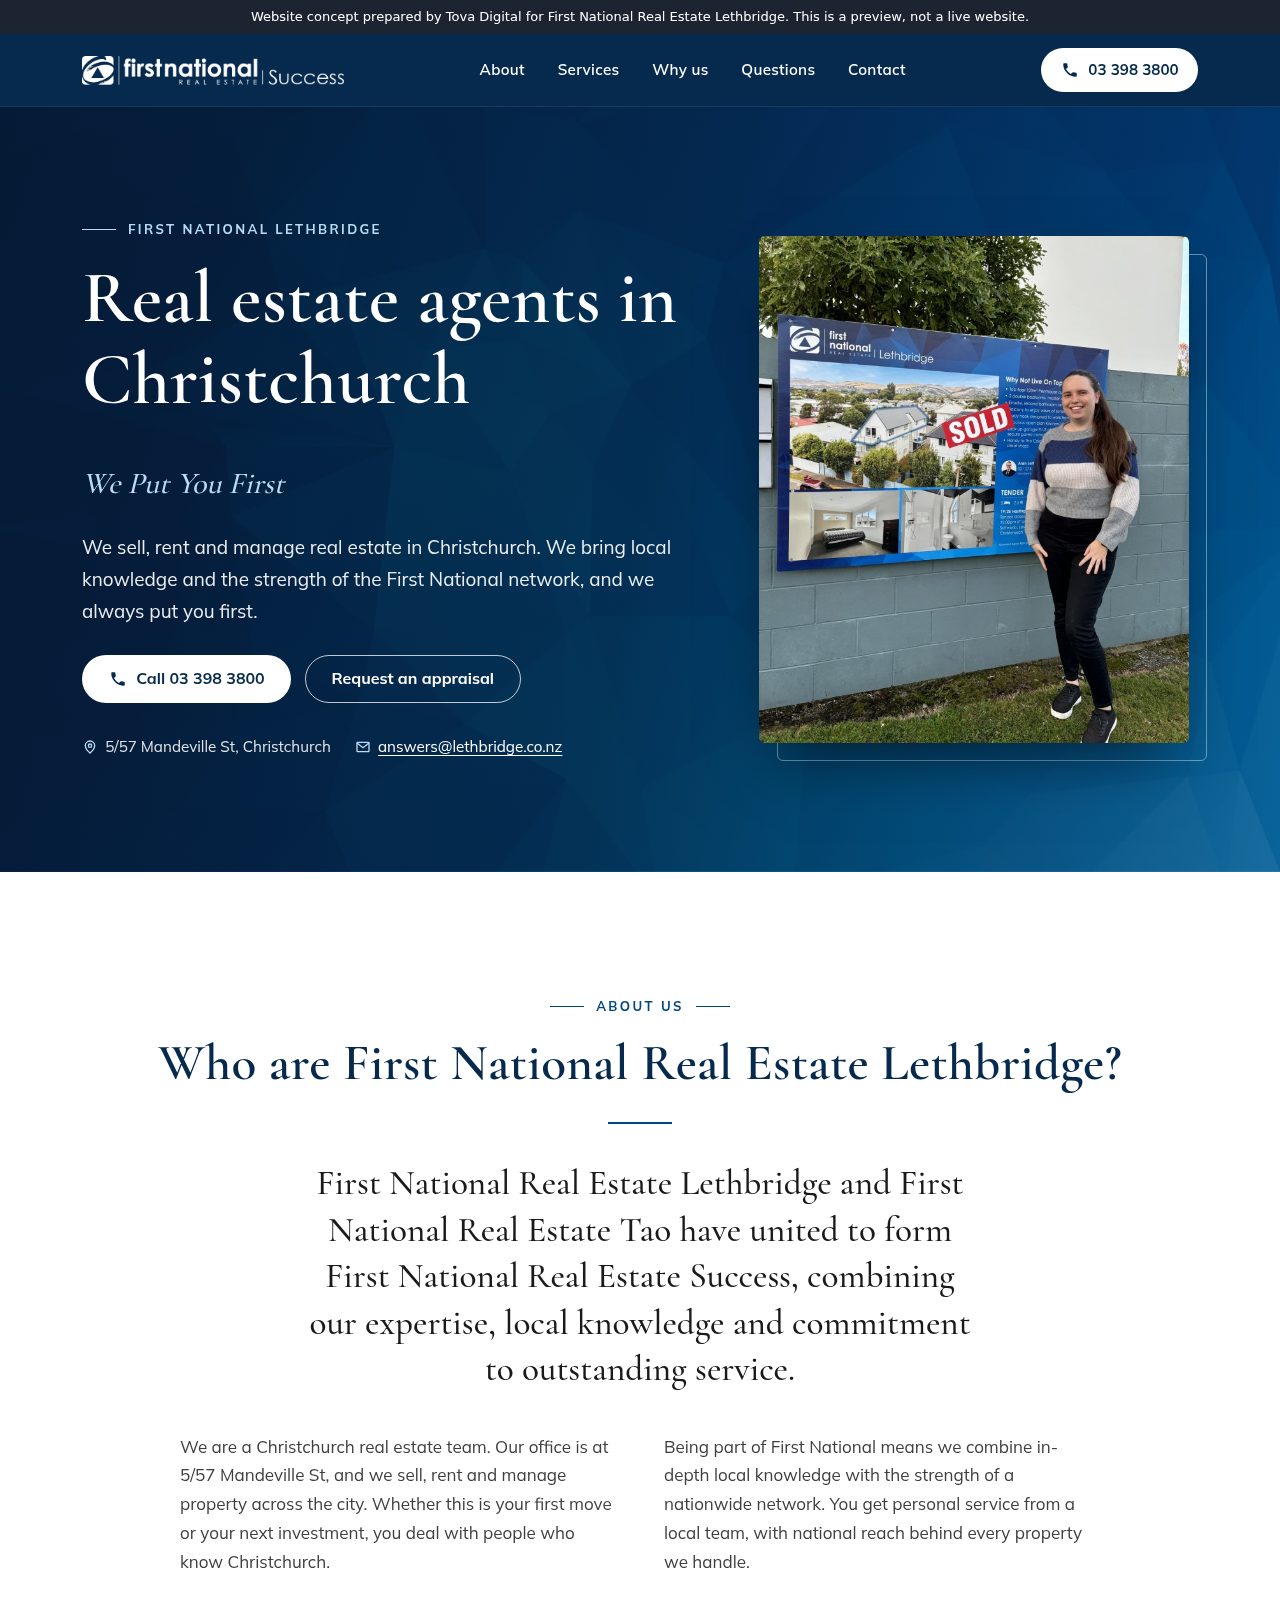 Website concept prepared by Tova Digital for First National Real Estate Lethbridge. This is a preview, not a live website.
firstnational Success
REAL ESTATE
About Services Why us Questions Contact
03 398 3800
FIRST NATIONAL LETHBRIDGE
Real estate agents in
Christchurch
We Put You First
We sell, rent and manage real estate in Christchurch. We bring local
knowledge and the strength of the First National network, and we
always put you first.
Call 03 398 3800
Request an appraisal
5/57 Mandeville St, Christchurch
answers@lethbridge.co.nz
first
national
REAL ESTATE
Lethbridge
Why Not Live On Top
SOLD
TENDER
ABOUT US
Who are First National Real Estate Lethbridge?
First National Real Estate Lethbridge and First
National Real Estate Tao have united to form
First National Real Estate Success, combining
our expertise, local knowledge and commitment
to outstanding service.
We are a Christchurch real estate team. Our office is at
5/57 Mandeville St, and we sell, rent and manage
property across the city. Whether this is your first move
or your next investment, you deal with people who
know Christchurch.
Being part of First National means we combine in-
depth local knowledge with the strength of a
nationwide network. You get personal service from a
local team, with national reach behind every property
we handle.